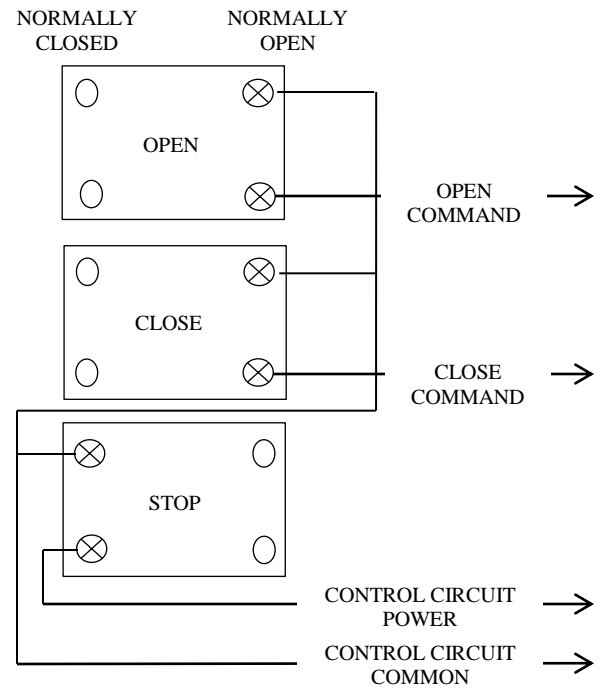 NORMALLY
CLOSED
NORMALLY
OPEN
OPEN
OPEN
COMMAND
CLOSE
CLOSE
COMMAND
STOP
CONTROL CIRCUIT
POWER
CONTROL CIRCUIT
COMMON